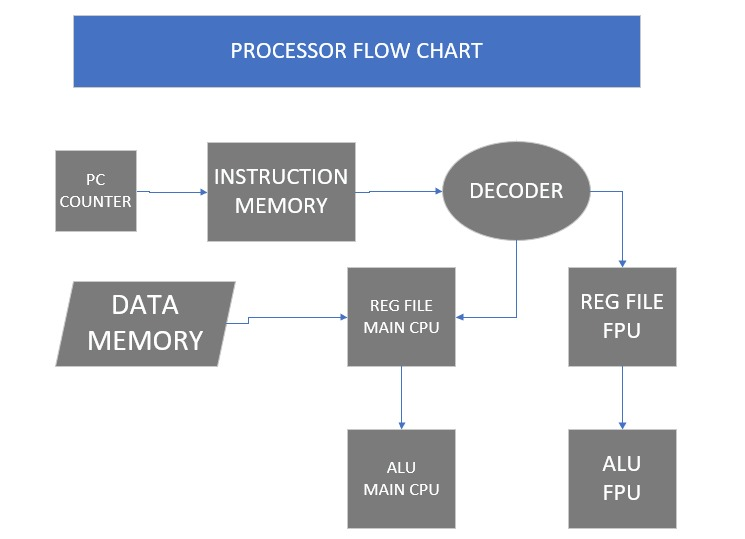 PROCESSOR FLOW CHART
PC
COUNTER
INSTRUCTION
MEMORY
DECODER
DATA
MEMORY
REG FILE
MAIN CPU
REG FILE
FPU
ALU
MAIN CPU
ALU
FPU